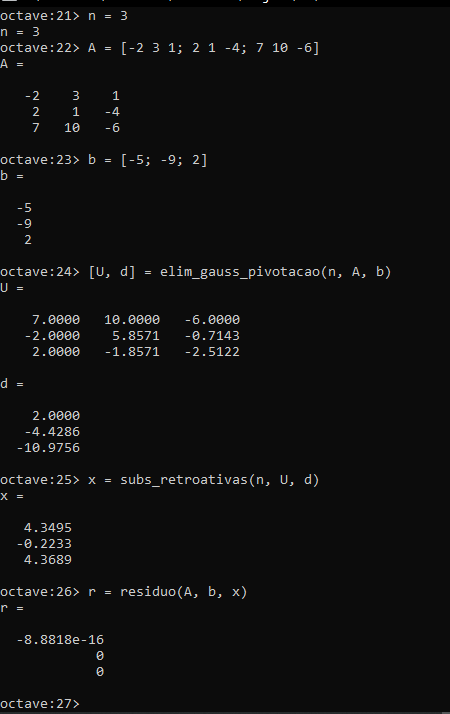 octave:21> n = 3
n = 3
octave:22> A = [-2 3 1; 2 1 -4; 7 10 -6]
A =
-2 3 1
2 1 -4
7 10 -6
octave:23> b = [-5; -9; 2]
b =
-5
-9
2
octave:24> [U, d] = elim_gauss_pivotacao(n, A, b)
U =
7.0000 10.0000 -6.0000
-2.0000 5.8571 -0.7143
2.0000 -1.8571 -2.5122
d =
2.0000
-4.4286
-10.9756
octave:25> x = subs_retroativas(n, U, d)
x =
4.3495
-0.2233
4.3689
octave:26> r = residuo(A, b, x)
r =
-8.8818e-16
0
0
octave:27>